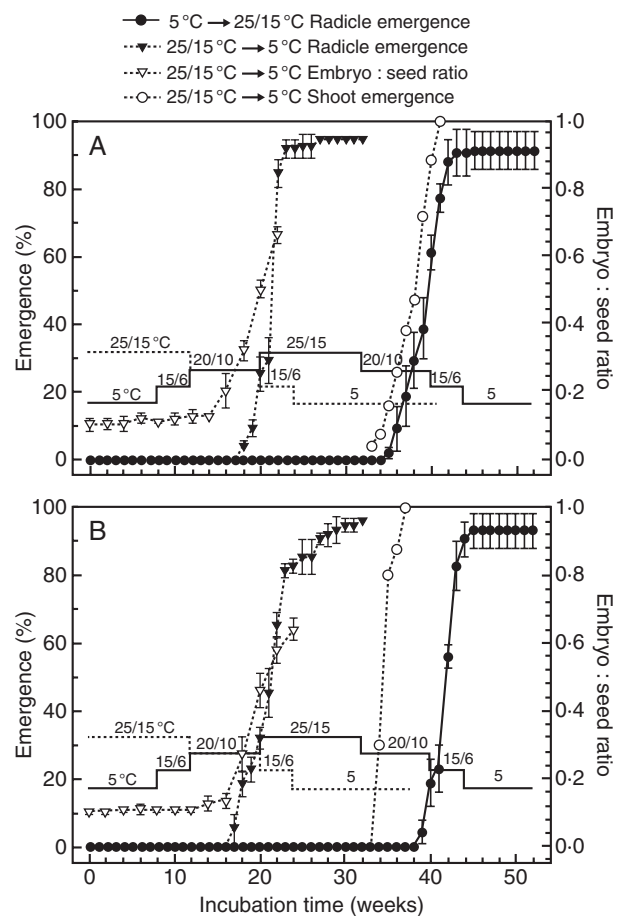 5 °C → 25/15 °C Radicle emergence
25/15 °C → 5 °C Radicle emergence
25/15 °C → 5 °C Embryo : seed ratio
25/15 °C → 5 °C Shoot emergence
A
Emergence (%)
100
80
60
40
20
0
1·0
0·8
0·6
0·4
0·2
0·0
Embryo : seed ratio
25/15 °C
5 °C
15/6
20/10
25/15
15/6
5
20/10
15/6
5
B
Emergence (%)
100
80
60
40
20
0
1·0
0·8
0·6
0·4
0·2
0·0
Embryo : seed ratio
25/15 °C
5 °C
15/6
20/10
25/15
15/6
5
20/10
15/6
5
0 10 20 30 40 50
Incubation time (weeks)